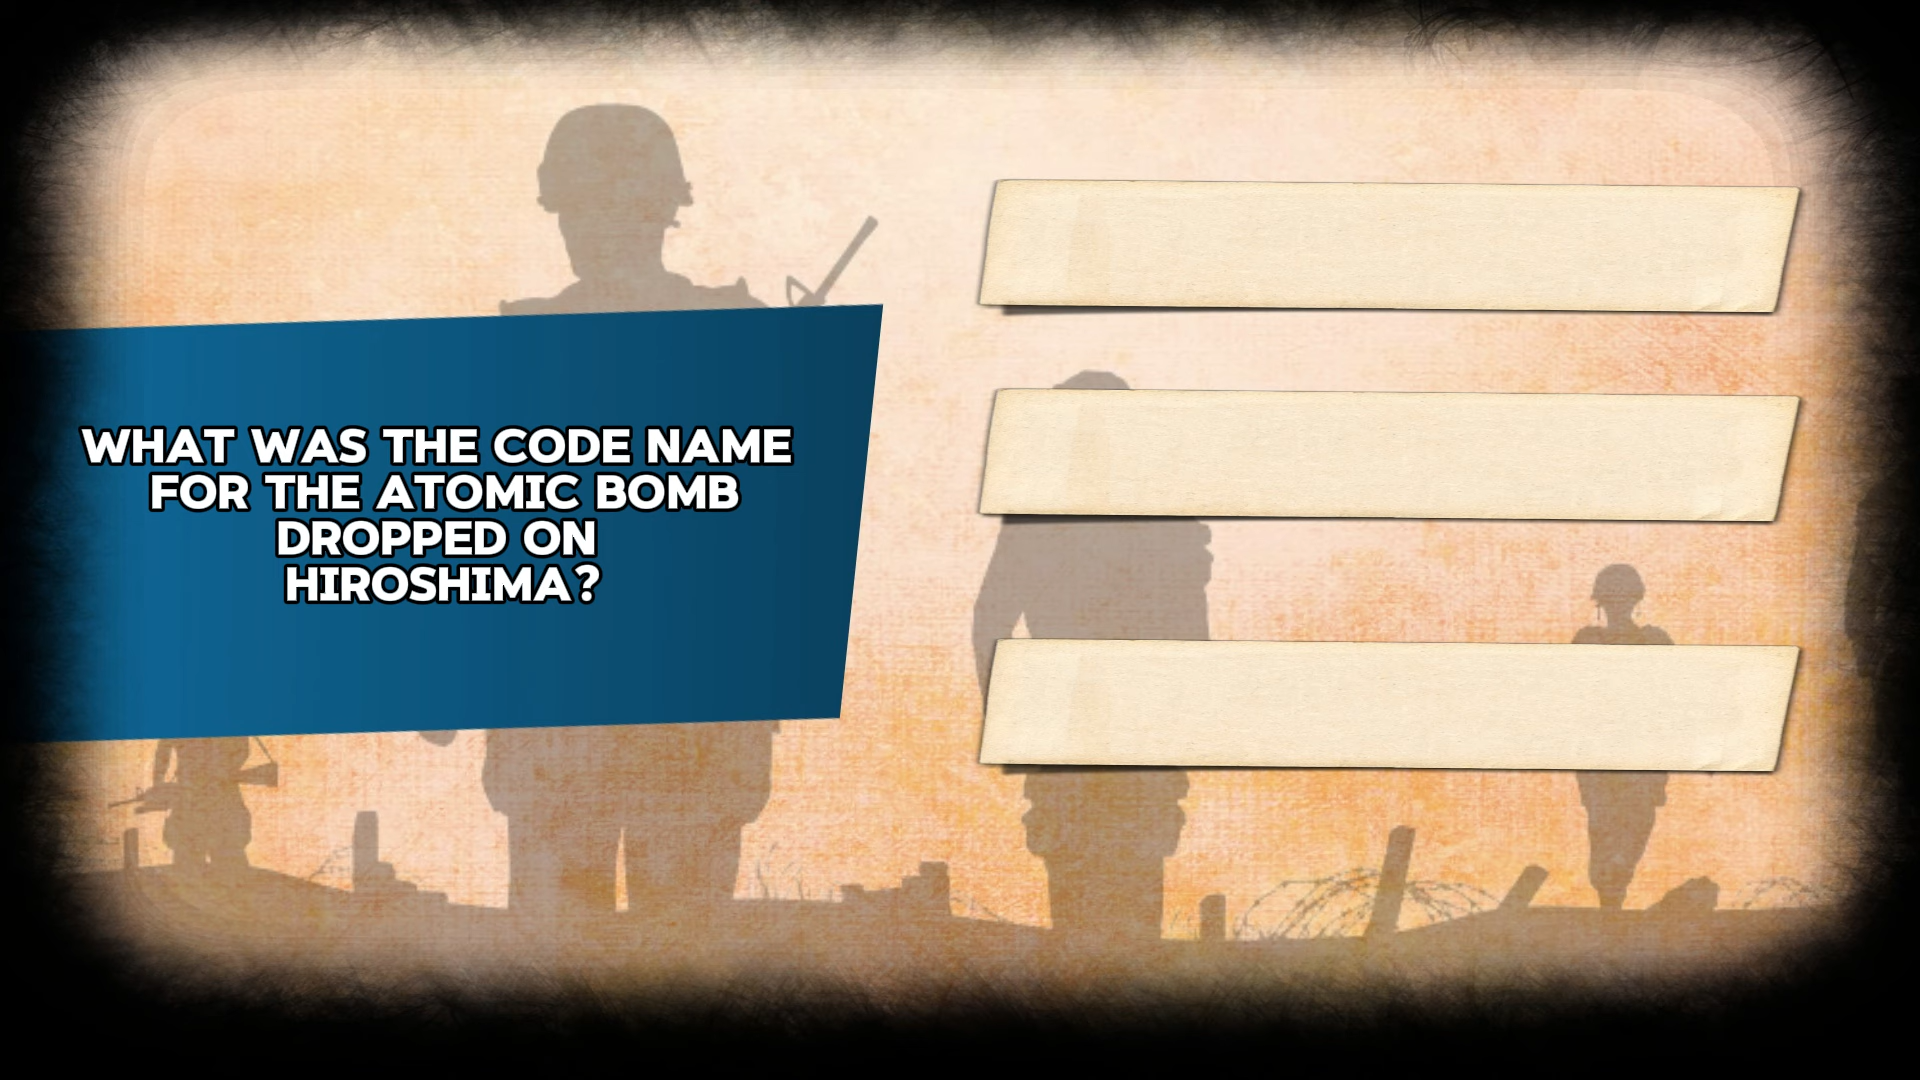 WHAT WAS THE CODE NAME
FOR THE ATOMIC BOMB
DROPPED ON
HIROSHIMA?